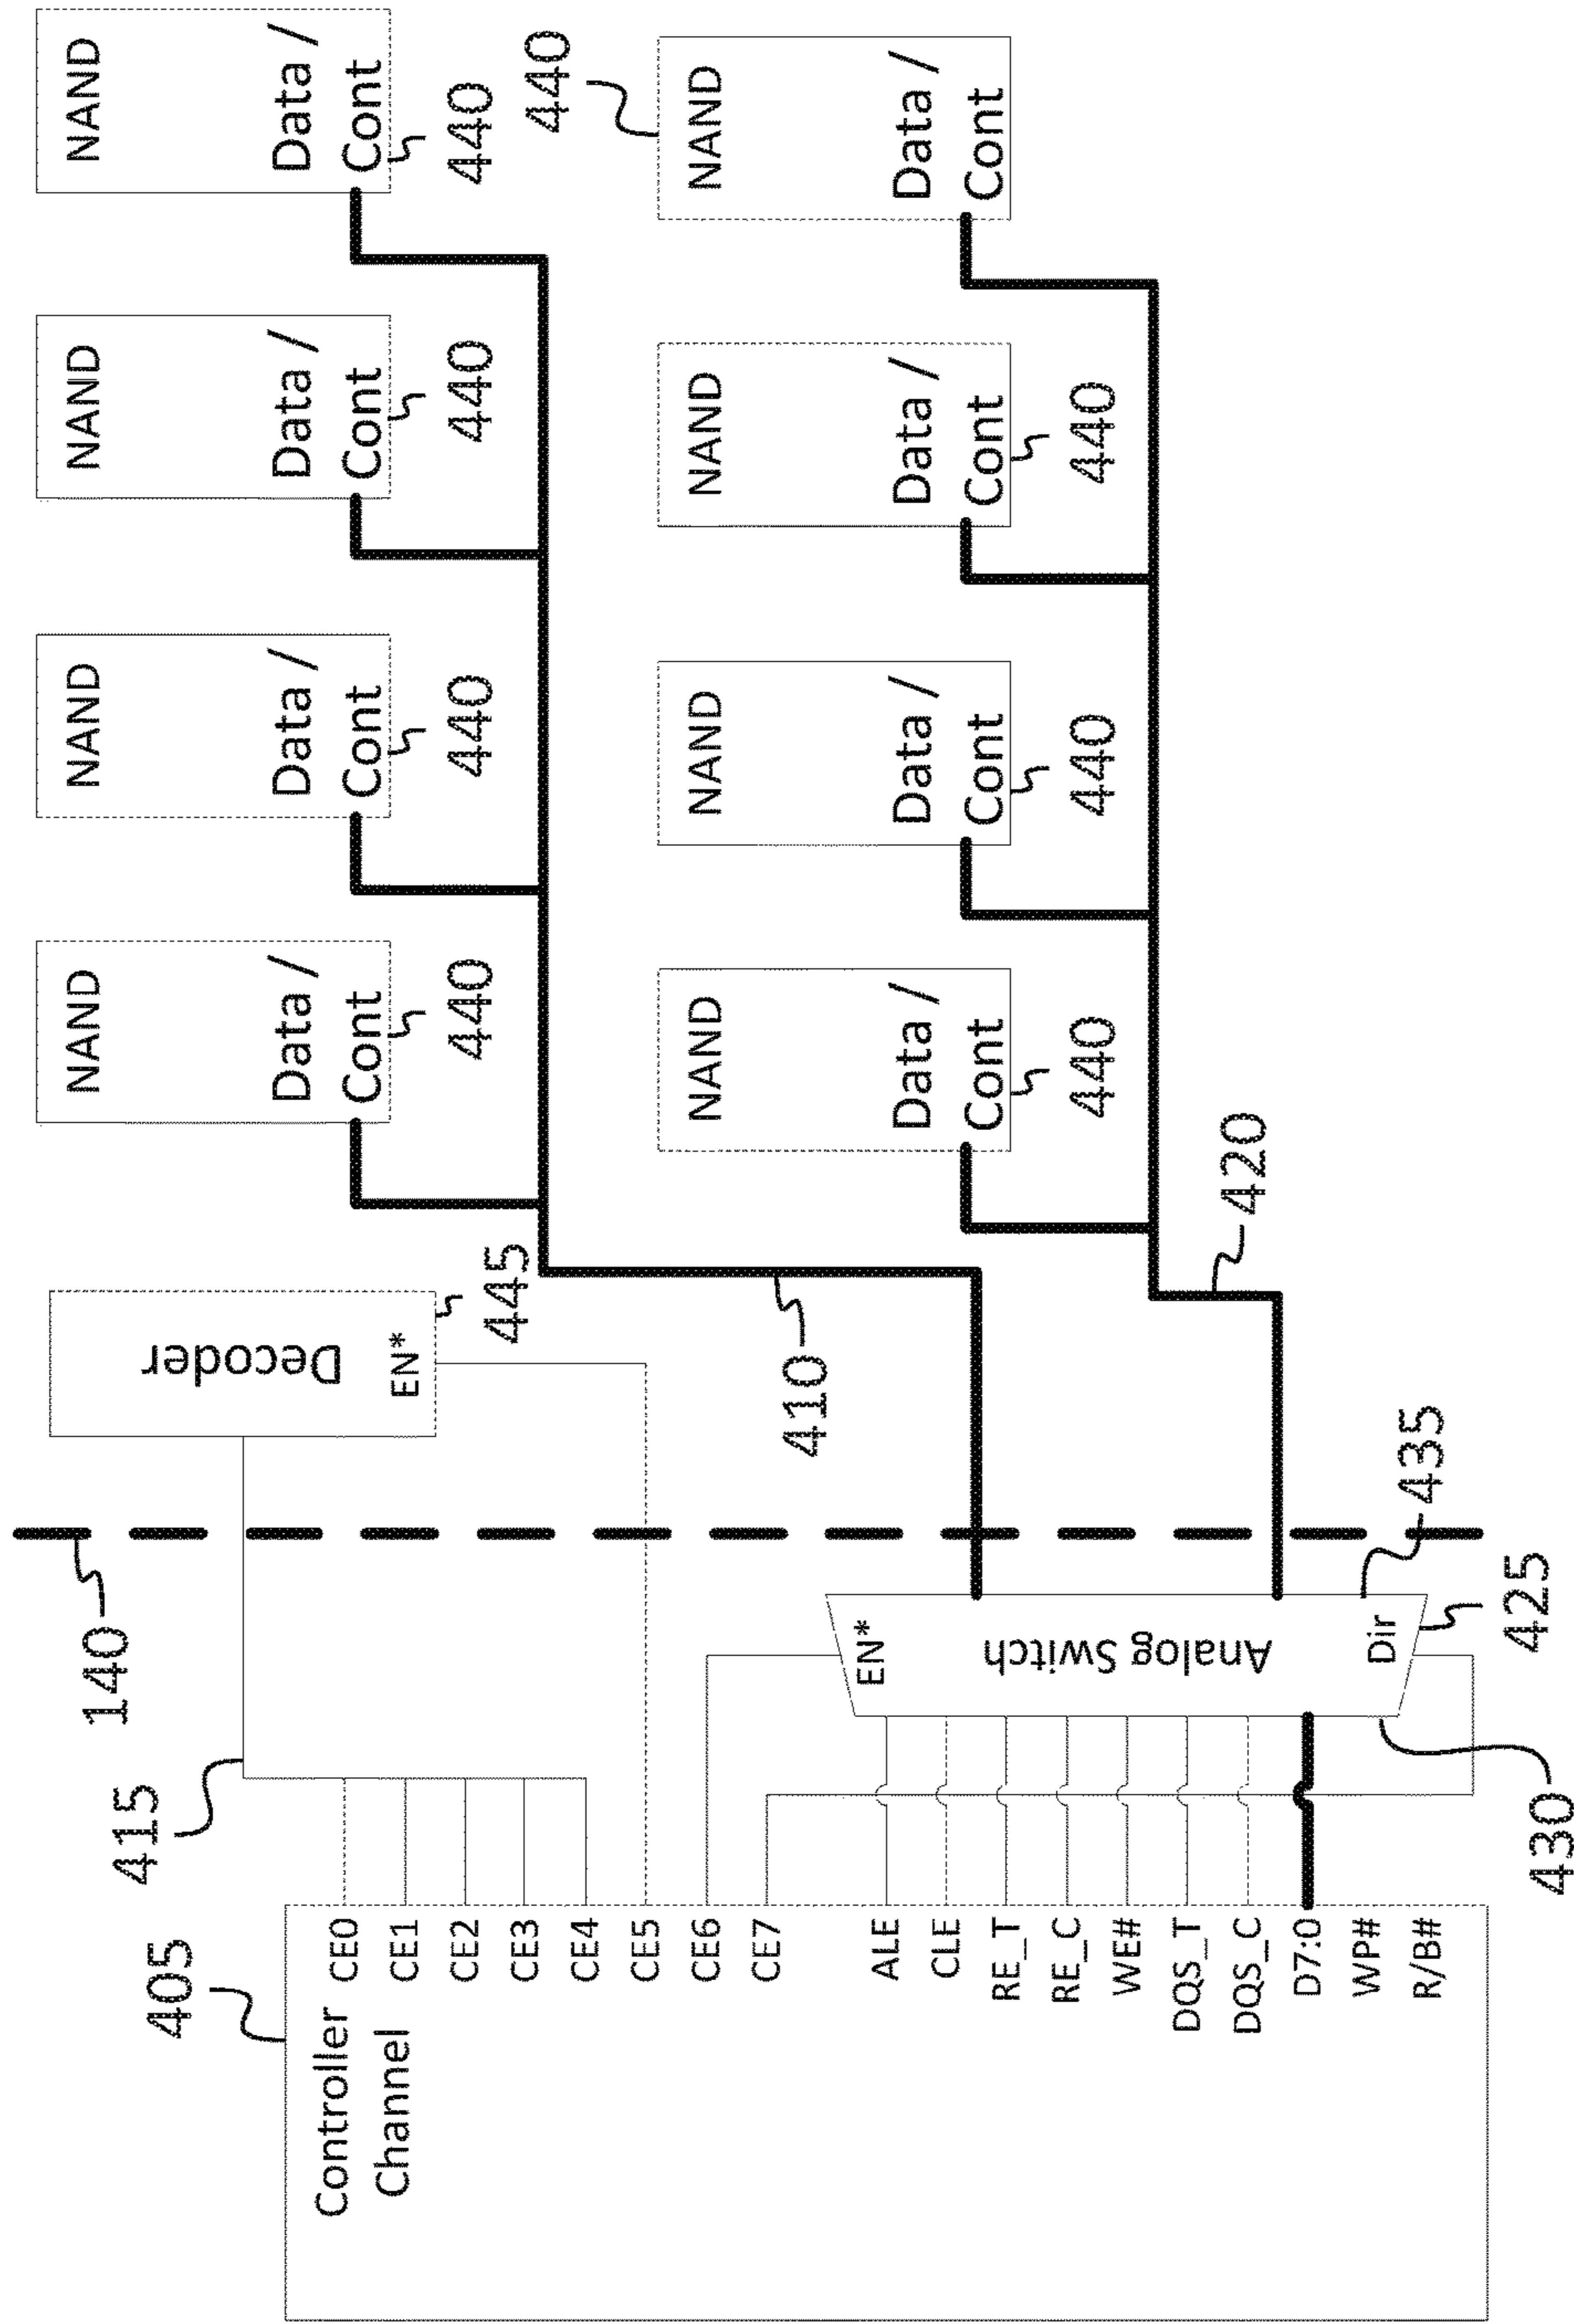 405
Controller
Channel
CE0
CE1
CE2
CE3
CE4
CE5
CE6
CE7
ALE
CLE
RE_T
RE_C
WE#
DQS_T
DQS_C
D7:0
WP#
R/B#
415
140
430
EN*
Analog Switch
Dir
425
435
Decoder
EN*
445
410
420
NAND
Data /
Cont
440
NAND
Data /
Cont
440
NAND
Data /
Cont
440
NAND
Data /
Cont
440
NAND
Data /
Cont
440
NAND
Data /
Cont
440
NAND
Data /
Cont
440
440
NAND
Data /
Cont